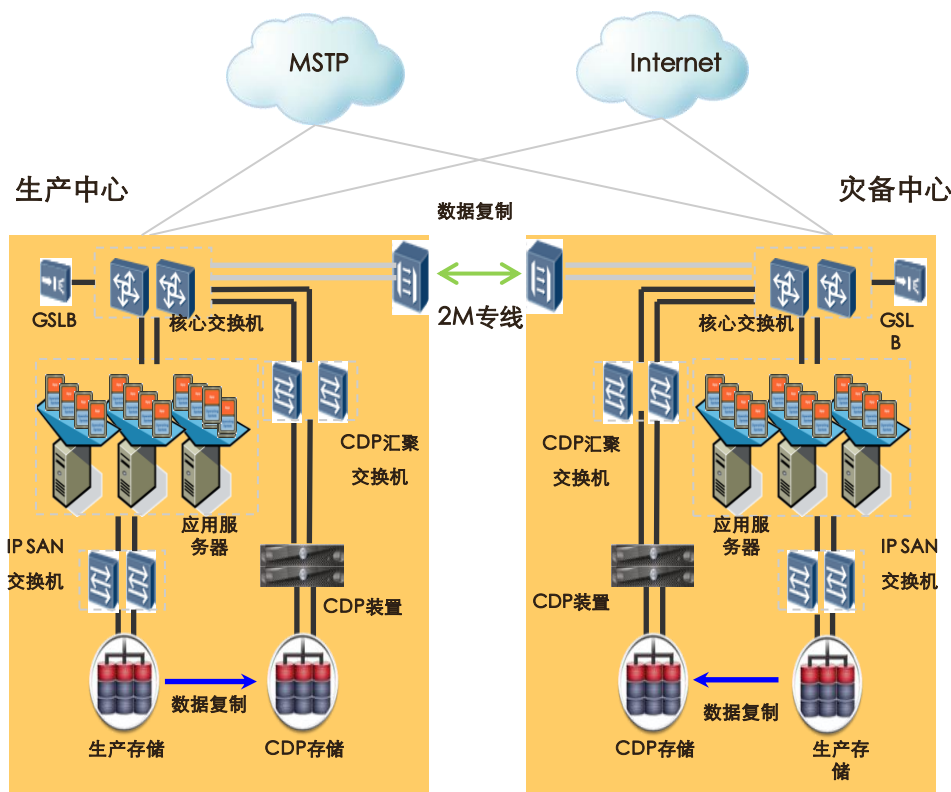 MSTP
Internet
生产中心
灾备中心
数据复制
2M专线
GSLB
核心交换机
核心交换机
GSL
B
CDP汇聚
交换机
CDP汇聚
交换机
应用服
务器
应用服
务器
IP SAN
交换机
IP SAN
交换机
CDP装置
CDP装置
数据复制
数据复制
生产存储
CDP存储
CDP存储
生产存
储